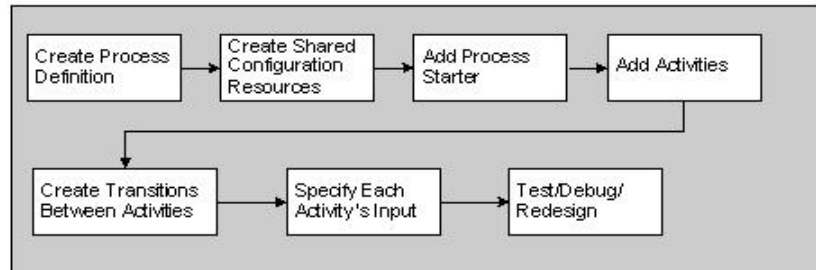 Create Process
Definition
Create Shared
Configuration
Resources
Add Process
Starter
Add Activities
Create Transitions
Between Activities
Specify Each
Activity's Input
Test/Debug/
Redesign